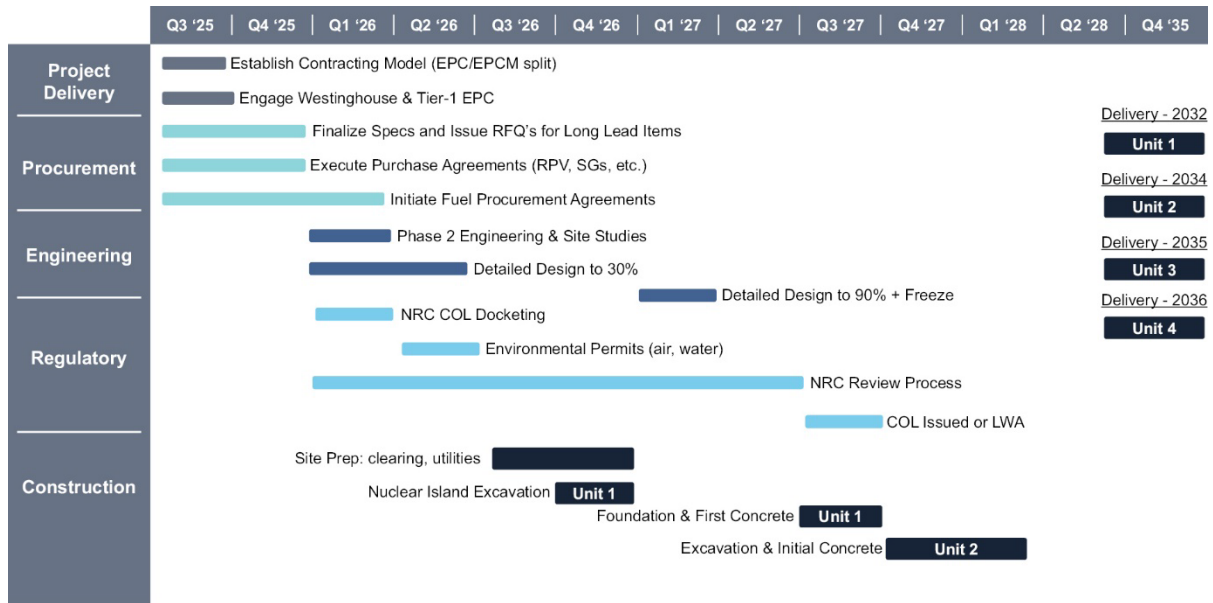 Q3 ‘25 | Q4 ‘25 | Q1 ‘26 | Q2 ‘26 | Q3 ‘26 | Q4 ‘26 | Q1 ‘27 | Q2 ‘27 | Q3 ‘27 | Q4 ‘27 | Q1 ‘28 | Q2 ‘28 | Q4 ‘35
Project
Delivery
Establish Contracting Model (EPC/EPCM split)
Engage Westinghouse & Tier-1 EPC
Procurement
Finalize Specs and Issue RFQ’s for Long Lead Items
Execute Purchase Agreements (RPV, SGs, etc.)
Initiate Fuel Procurement Agreements
Engineering
Phase 2 Engineering & Site Studies
Detailed Design to 30%
Detailed Design to 90% + Freeze
Regulatory
NRC COL Docketing
Environmental Permits (air, water)
NRC Review Process
COL Issued or LWA
Construction
Site Prep: clearing, utilities
Nuclear Island Excavation Unit 1
Foundation & First Concrete Unit 1
Excavation & Initial Concrete Unit 2
Delivery - 2032
Unit 1
Delivery - 2034
Unit 2
Delivery - 2035
Unit 3
Delivery - 2036
Unit 4